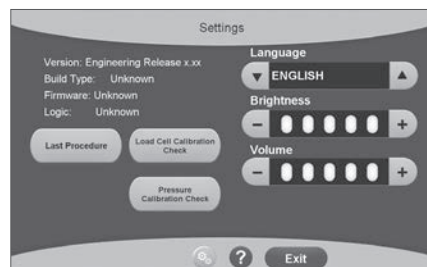 Settings
Version: Engineering Release x.xx
Build Type: Unknown
Firmware: Unknown
Logic: Unknown
Last Procedure
Load Cell Calibration
Check
Pressure
Calibration Check
Language
ENGLISH
Brightness
Volume
?
Exit